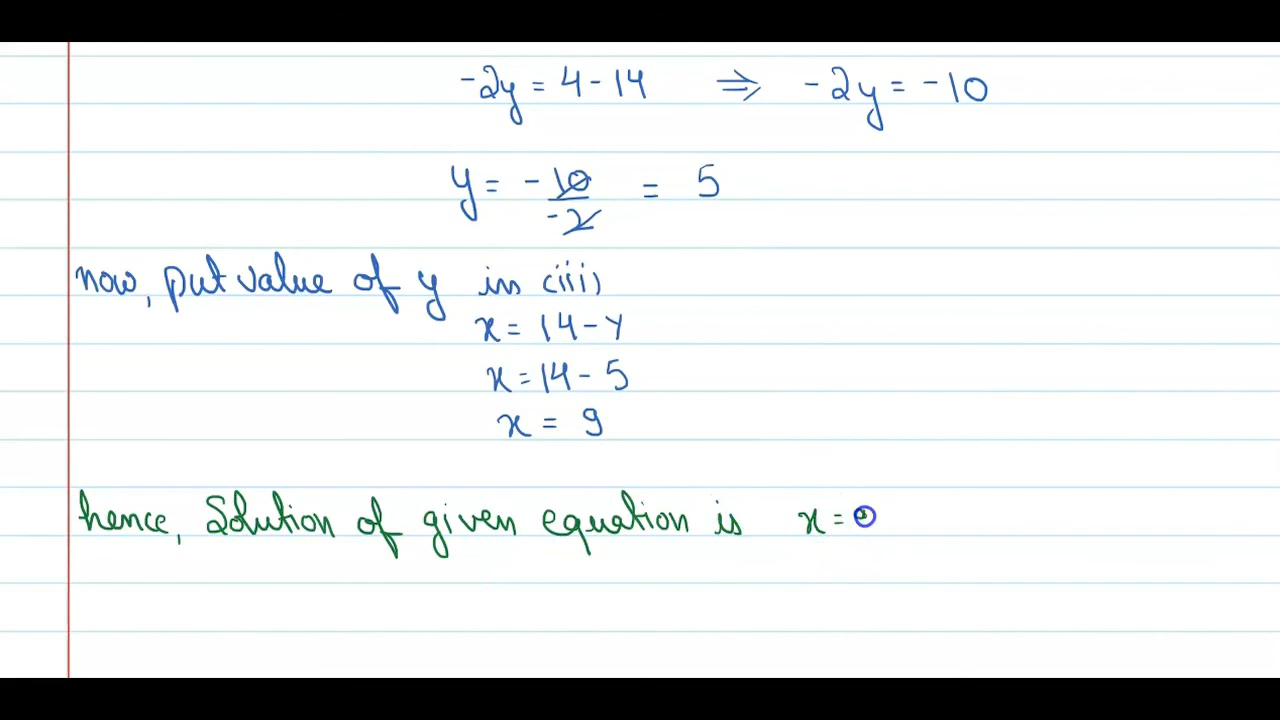 -2y = 4 - 14 ⇒ -2y = -10
y = -10/-2 = 5
now, put value of y in (iii)
x = 14 - y
x = 14 - 5
x = 9
hence, Solution of given equation is x =